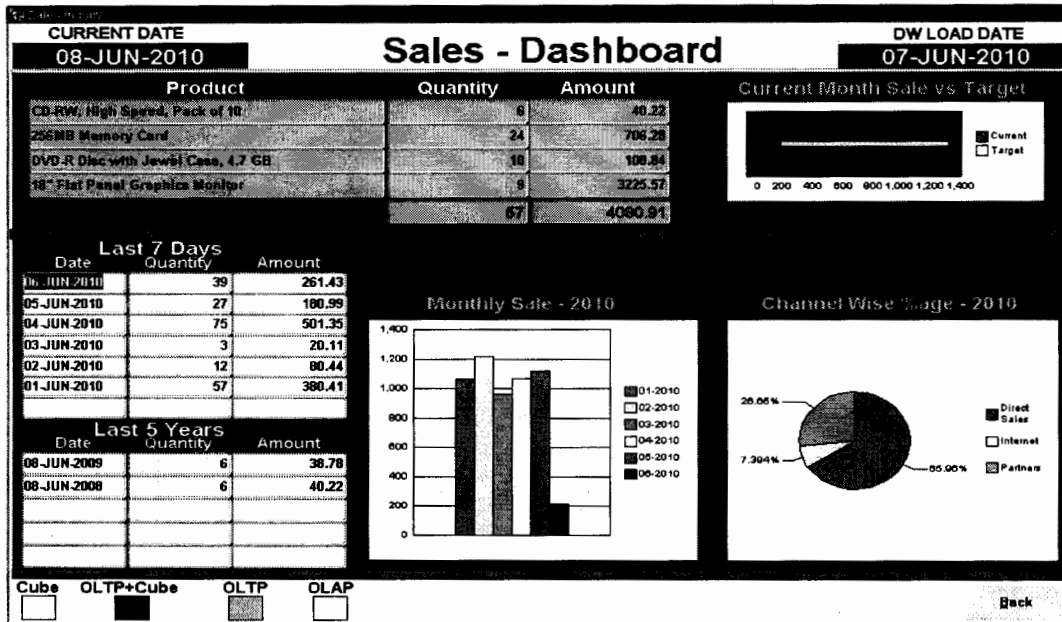 CURRENT DATE
08-JUN-2010
Sales - Dashboard
DW LOAD DATE
07-JUN-2010
Product Quantity Amount
CD-RW, High Speed, Pack of 10 6 40.22
256MB Memory Card 24 706.28
DVD-R Disc with Jewel Case, 4.7 GB 10 108.84
18" Flat Panel Graphics Monitor 9 3225.57
57 4080.91
Current Month Sale vs Target
Current
Target
0 200 400 600 800 1,000 1,200 1,400
Last 7 Days
Date Quantity Amount
06-JUN-2010 39 261.43
05-JUN-2010 27 180.99
04-JUN-2010 75 501.35
03-JUN-2010 3 20.11
02-JUN-2010 12 80.44
01-JUN-2010 57 380.41
Last 5 Years
Date Quantity Amount
08-JUN-2009 6 38.78
08-JUN-2008 6 40.22
Monthly Sale - 2010
1,400
1,200
1,000
800
600
400
200
0
01-2010
02-2010
03-2010
04-2010
05-2010
06-2010
Channel Wise - 2010
26.66%
7.394%
65.96%
Direct Sales
Internet
Partners
Cube OLTP+Cube OLTP OLAP
Back